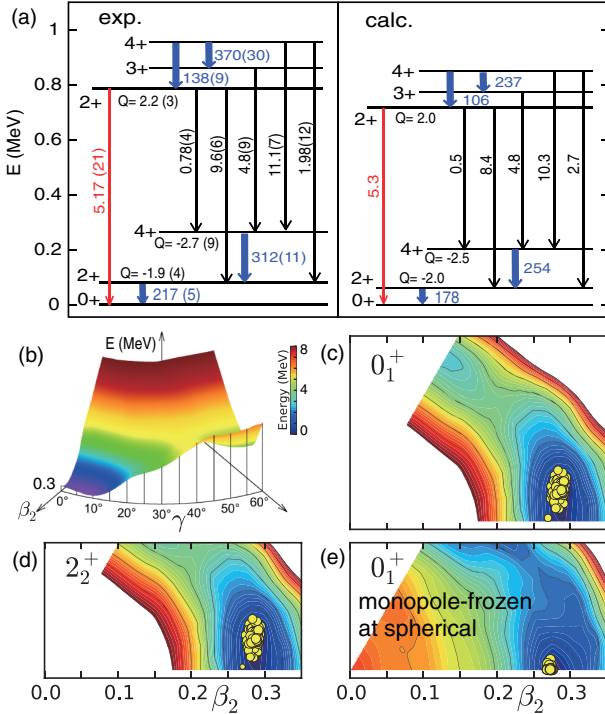 (a)
exp.
calc.
E (MeV)
1
0.8
0.6
0.4
0.2
0
4+
3+
2+
370(30)
138(9)
Q= 2.2 (3)
5.17 (21)
0.78(4)
9.6(6)
4.8(9)
11.1(7)
1.98(12)
4+
Q= -2.7 (9)
312(11)
2+
Q= -1.9 (4)
0+
217 (5)
4+
3+
2+
237
106
Q= 2.0
5.3
0.5
8.4
4.8
10.3
2.7
4+
Q= -2.5
254
2+
Q= -2.0
0+
178
(b)
E (MeV)
Energy (MeV)
8
4
0
0.3
β2
0° 10° 20° 30° 40° 50° 60°
γ
(c)
0 + 1
(d)
2 + 2
0.0 0.1 0.2 0.3
β2
(e)
0 + 1
monopole-frozen
at spherical
0.0 0.1 0.2 0.3
β2